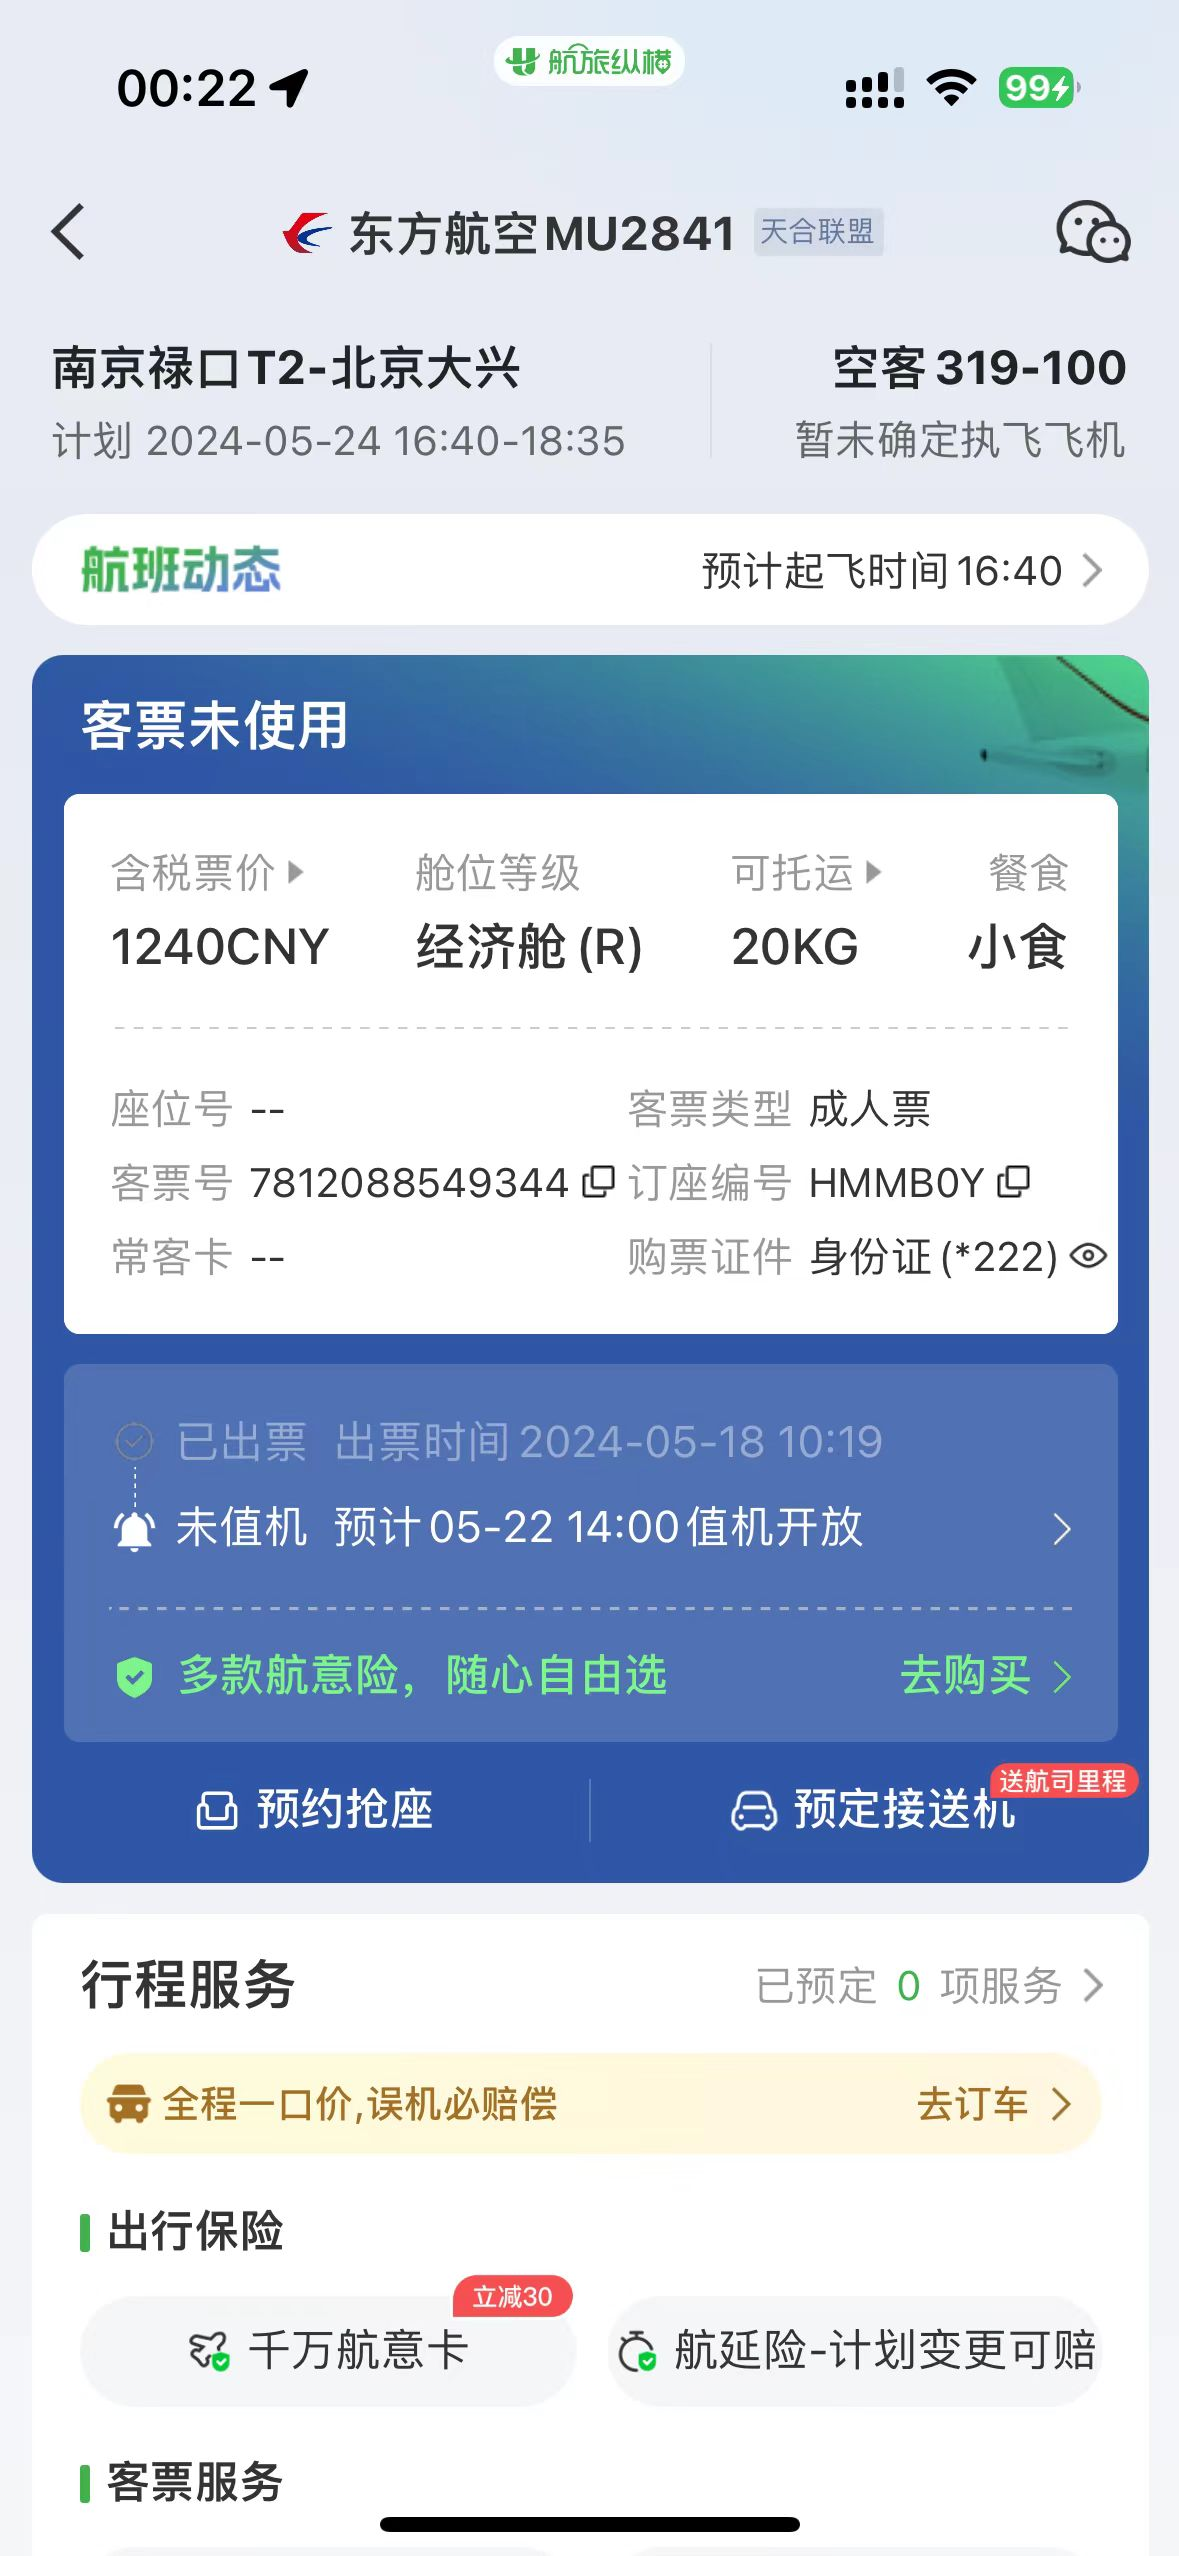 00:22
航旅纵横
99
东方航空MU2841 天合联盟
南京禄口T2-北京大兴
空客319-100
计划 2024-05-24 16:40-18:35
暂未确定执飞飞机
航班动态
预计起飞时间16:40
客票未使用
含税票价 舱位等级 可托运 餐食
1240CNY 经济舱(R) 20KG 小食
座位号 -- 客票类型 成人票
客票号 7812088549344 订座编号 HMMB0Y
常客卡 -- 购票证件 身份证(*222)
已出票 出票时间2024-05-18 10:19
未值机 预计05-22 14:00值机开放
多款航意险，随心自由选 去购买
送航司里程
预约抢座 预定接送机
行程服务 已预定 0 项服务
全程一口价,误机必赔偿 去订车
出行保险
立减30
千万航意卡 航延险-计划变更可赔
客票服务